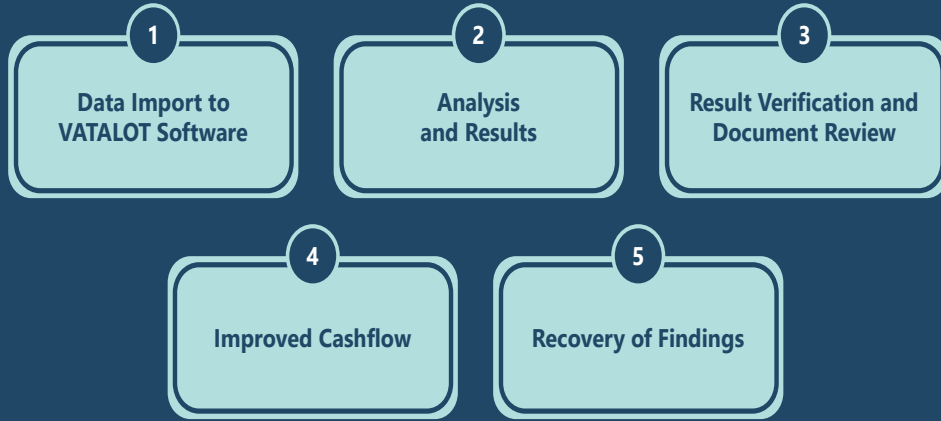 1
Data Import to
VATALOT Software
2
Analysis
and Results
3
Result Verification and
Document Review
4
Improved Cashflow
5
Recovery of Findings